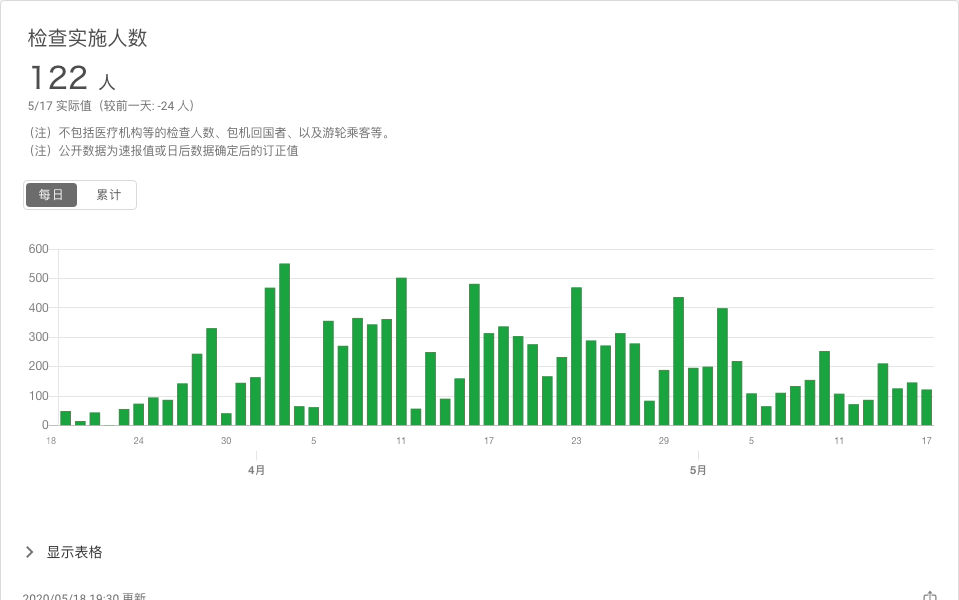 检查实施人数
122 人
5/17 实际值（较前一天: -24 人）
（注）不包括医疗机构等的检查人数、包机回国者、以及游轮乘客等。
（注）公开数据为速报值或日后数据确定后的订正值
每日 累计
600
500
400
300
200
100
0
18 24 30 5 11 17 23 29 5 11 17
4月 5月
显示表格
2020/05/18 19:30 更新